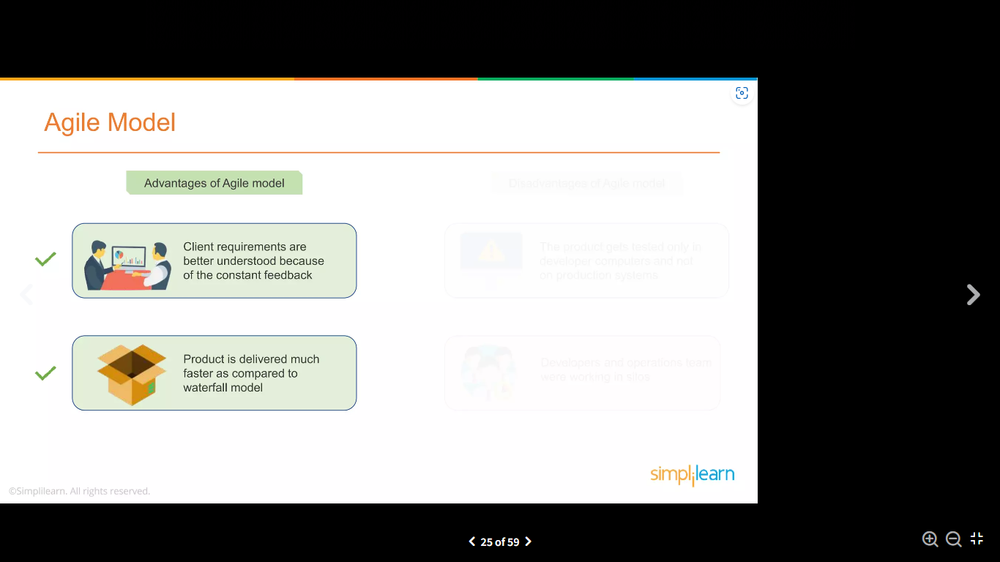 Agile Model
Advantages of Agile model
Client requirements are
better understood because
of the constant feedback
Product is delivered much
faster as compared to
waterfall model
Disadvantages of Agile model
The product gets tested only in
developer computers and not
on production systems
Developers and operations team
were working in silos
simplilearn
©Simplilearn. All rights reserved.
25 of 59